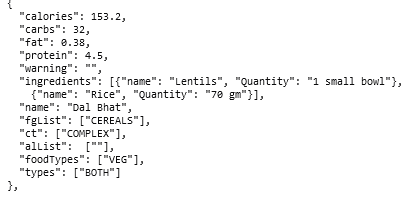 {
"calories": 153.2,
"carbs": 32,
"fat": 0.38,
"protein": 4.5,
"warning": "",
"ingredients": [{"name": "Lentils", "Quantity": "1 small bowl"},
{"name": "Rice", "Quantity": "70 gm"}],
"name": "Dal Bhat",
"fgList": ["CEREALS"],
"ct": ["COMPLEX"],
"alList":  [""],
"foodTypes": ["VEG"],
"types": ["BOTH"]
},